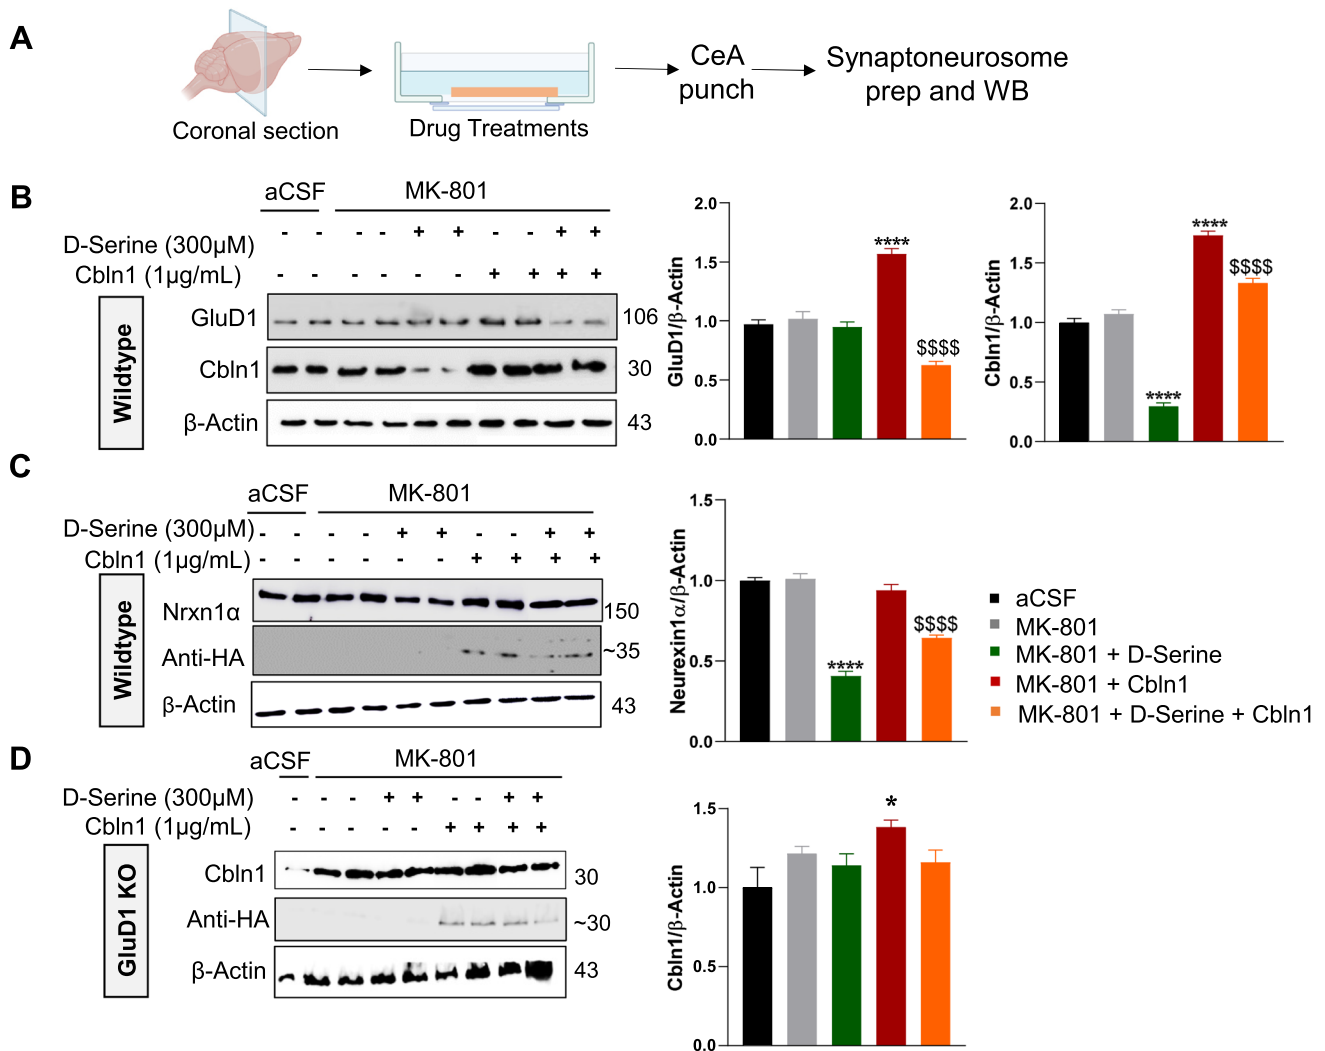 A
Coronal section
Drug Treatments
CeA
punch
Synaptoneurosome
prep and WB
B
aCSF
MK-801
D-Serine (300µM)
- - - - + + - - + +
Cbln1 (1µg/mL)
- - - - + - + + + +
Wildtype
GluD1
106
Cbln1
30
β-Actin
43
GluD1/β-Actin
2.0
1.5
1.0
0.5
0.0
****
$$$$
Cbln1/β-Actin
2.0
1.5
1.0
0.5
0.0
****
****
$$$$
C
aCSF
MK-801
D-Serine (300µM)
- - - - + + - - + +
Cbln1 (1µg/mL)
- - - - - - + + + +
Wildtype
Nrxn1α
150
Anti-HA
~35
β-Actin
43
Neurexin1α/β-Actin
1.5
1.0
0.5
0.0
****
$$$$
aCSF
MK-801
MK-801 + D-Serine
MK-801 + Cbln1
MK-801 + D-Serine + Cbln1
D
aCSF
MK-801
D-Serine (300µM)
- - - + + - - + +
Cbln1 (1µg/mL)
- - - - - + + + +
GluD1 KO
Cbln1
30
Anti-HA
~30
β-Actin
43
Cbln1/β-Actin
1.5
1.0
0.5
0.0
*